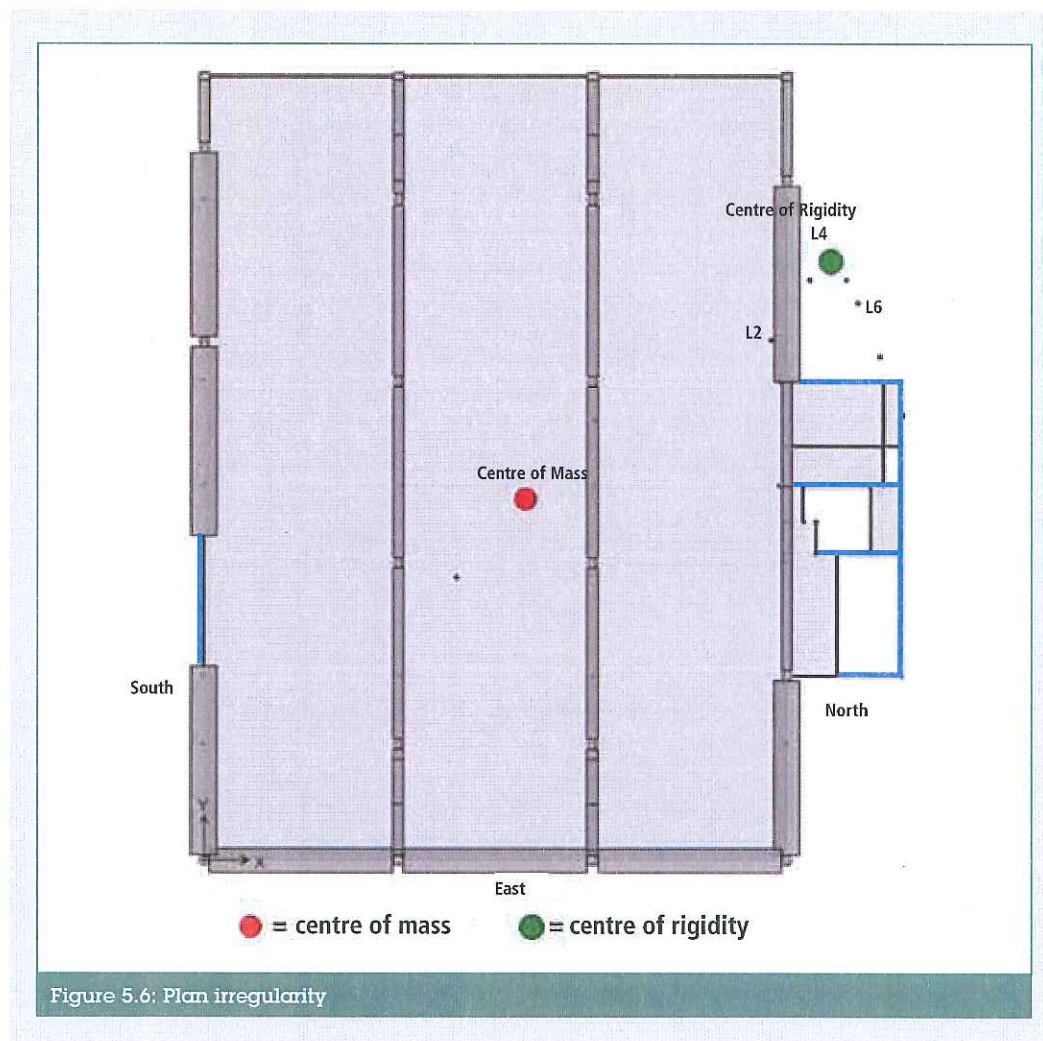 Centre of Rigidity
L4
L6
L2
Centre of Mass
South
North
Y
X
East
= centre of mass
= centre of rigidity
Figure 5.6: Plan irregularity